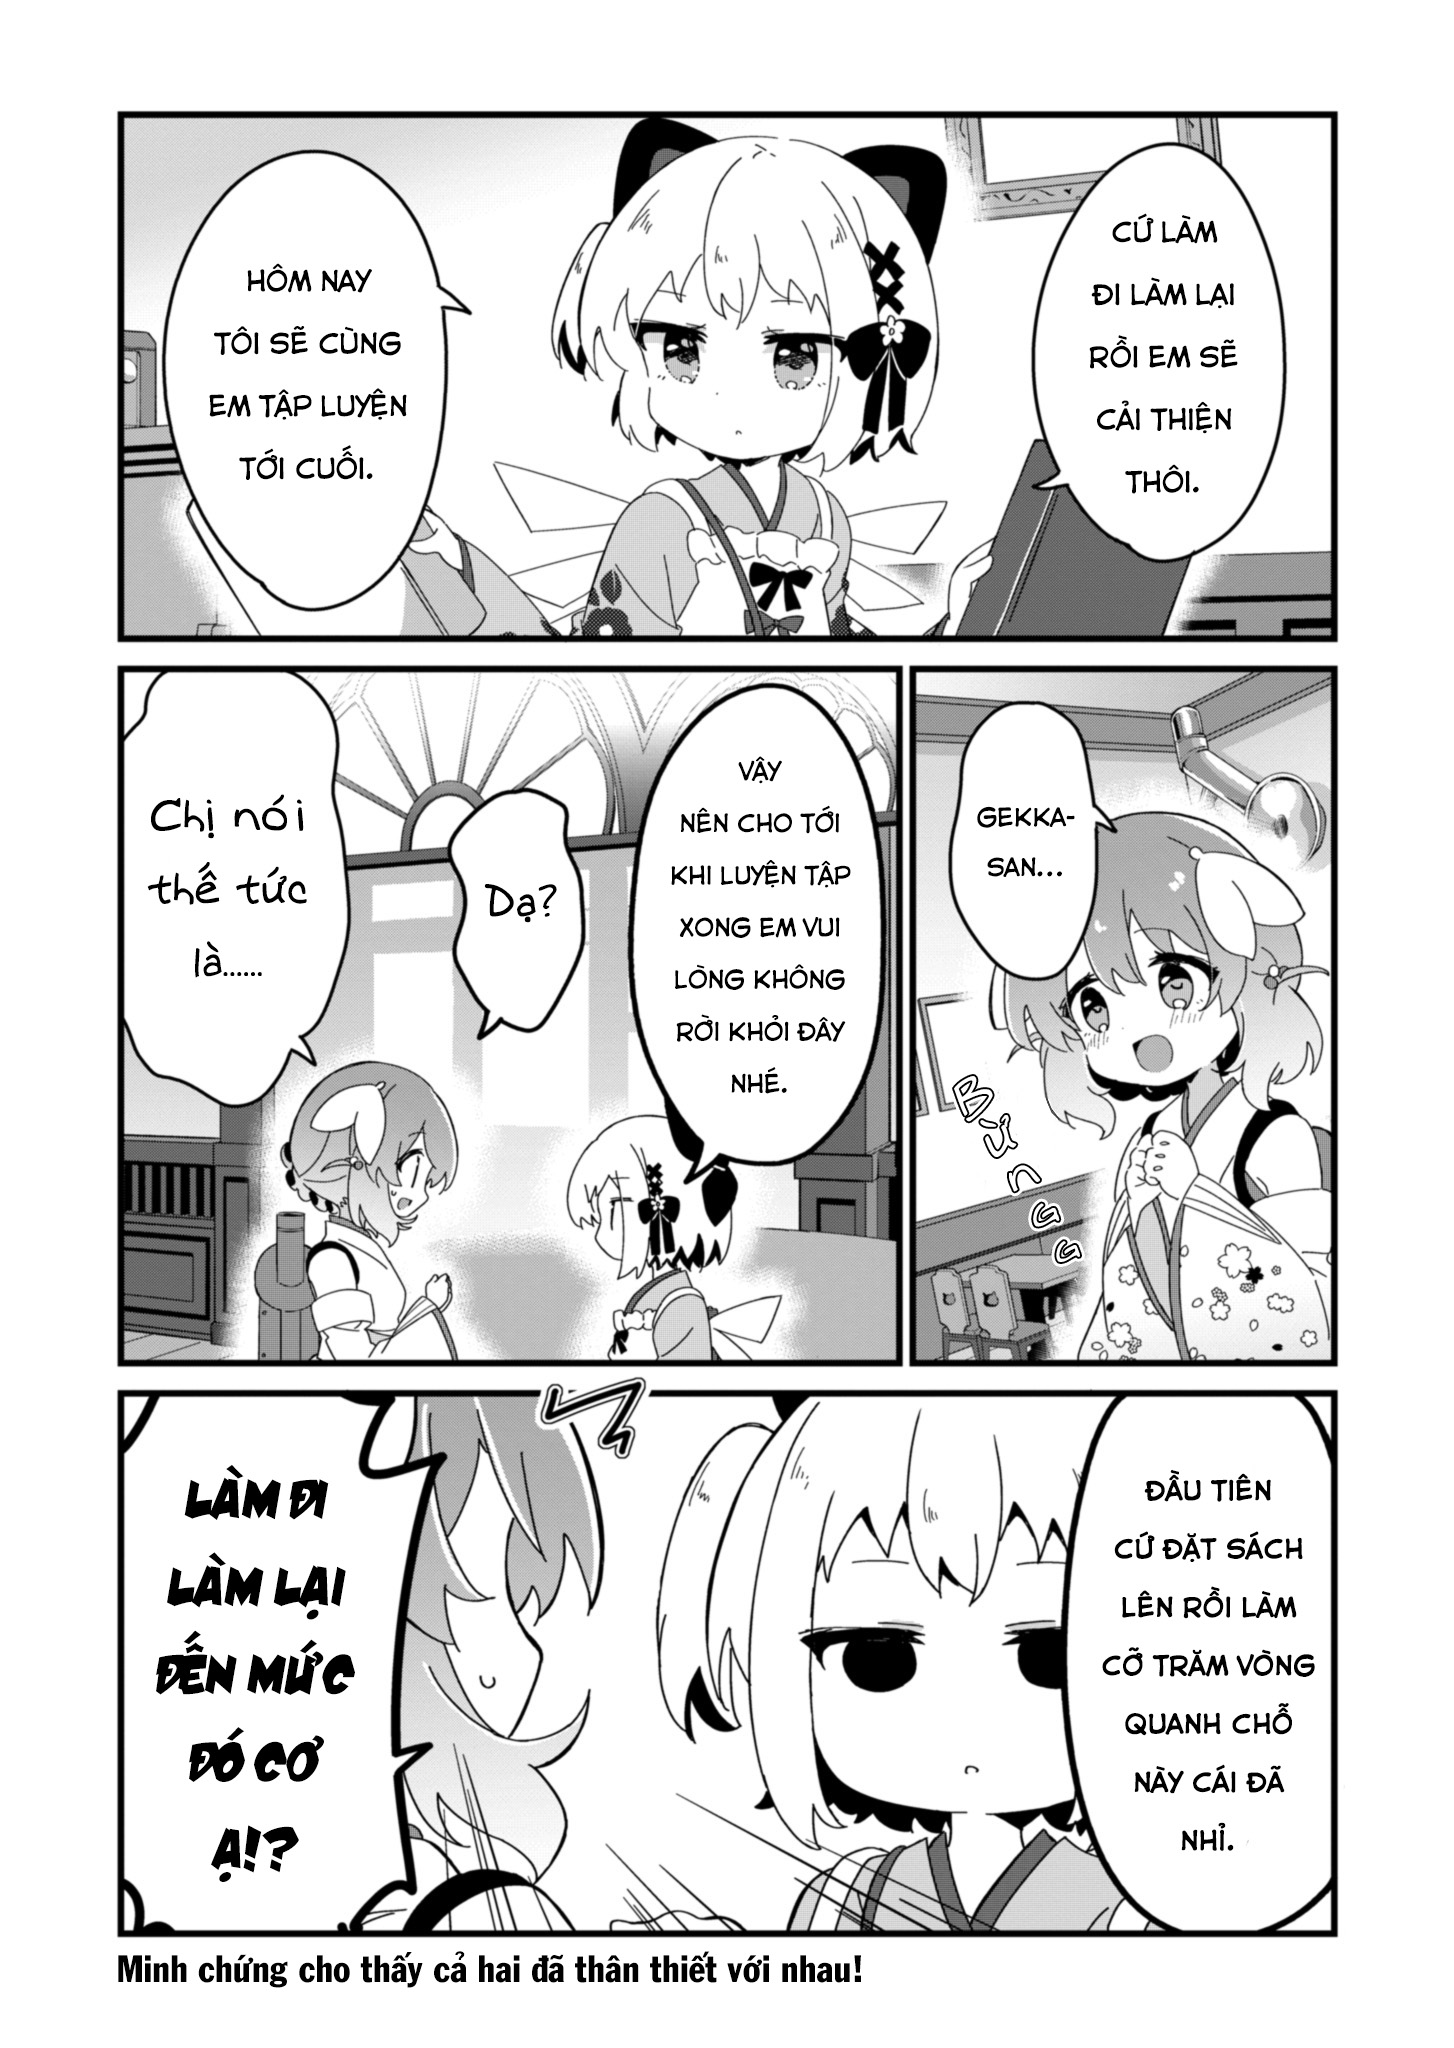 CỨ LÀM
ĐI LÀM LẠI
RỒI EM SẼ
CẢI THIỆN
THÔI.
HÔM NAY
TÔI SẼ CÙNG
EM TẬP LUYỆN
TỚI CUỐI.
GEKKA-
SAN...
BỪNGG
VẬY
NÊN CHO TỚI
KHI LUYỆN TẬP
XONG EM VUI
LÒNG KHÔNG
RỜI KHỎI ĐÂY
NHÉ.
Dạ?
Chị nói
thế tức
là......
ĐẦU TIÊN
CỨ ĐẶT SÁCH
LÊN RỒI LÀM
CỠ TRĂM VÒNG
QUANH CHỖ
NÀY CÁI ĐÃ
NHỈ.
LÀM ĐI
LÀM LẠI
ĐẾN MỨC
ĐÓ CƠ
Ạ!?
Minh chứng cho thấy cả hai đã thân thiết với nhau!